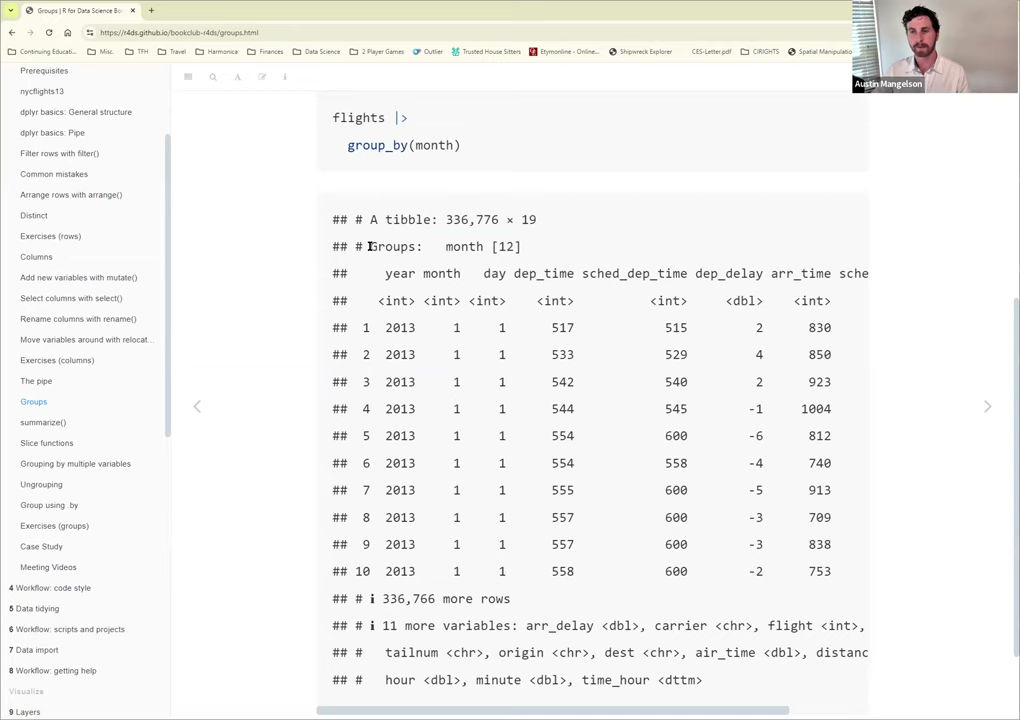 Groups | R for Data Science Bo
https://r4ds.github.io/bookclub-r4ds/groups.html
Continuing Educati... Misc. TFH Travel Harmonica Finances Data Science 2 Player Games Outlier Trusted House Sitters Etymonline - Online... Shipwreck Explorer CES-Letter.pdf CIRIGHTS Spatial Manipulatio
Austin Mangelson
Prerequisites
nycflights13
dplyr basics: General structure
dplyr basics: Pipe
Filter rows with filter()
Common mistakes
Arrange rows with arrange()
Distinct
Exercises (rows)
Columns
Add new variables with mutate()
Select columns with select()
Rename columns with rename()
Move variables around with relocat...
Exercises (columns)
The pipe
Groups
summarize()
Slice functions
Grouping by multiple variables
Ungrouping
Group using .by
Exercises (groups)
Case Study
Meeting Videos
4 Workflow: code style
5 Data tidying
6 Workflow: scripts and projects
7 Data import
8 Workflow: getting help
Visualize
9 Layers
flights |>
group_by(month)
## # A tibble: 336,776 × 19
## # Groups: month [12]
## year month day dep_time sched_dep_time dep_delay arr_time sche
## <int> <int> <int> <int> <int> <dbl> <int>
## 1 2013 1 1 517 515 2 830
## 2 2013 1 1 533 529 4 850
## 3 2013 1 1 542 540 2 923
## 4 2013 1 1 544 545 -1 1004
## 5 2013 1 1 554 600 -6 812
## 6 2013 1 1 554 558 -4 740
## 7 2013 1 1 555 600 -5 913
## 8 2013 1 1 557 600 -3 709
## 9 2013 1 1 557 600 -3 838
## 10 2013 1 1 558 600 -2 753
## # ℹ 336,766 more rows
## # ℹ 11 more variables: arr_delay <dbl>, carrier <chr>, flight <int>,
## # tailnum <chr>, origin <chr>, dest <chr>, air_time <dbl>, distanc
## # hour <dbl>, minute <dbl>, time_hour <dttm>